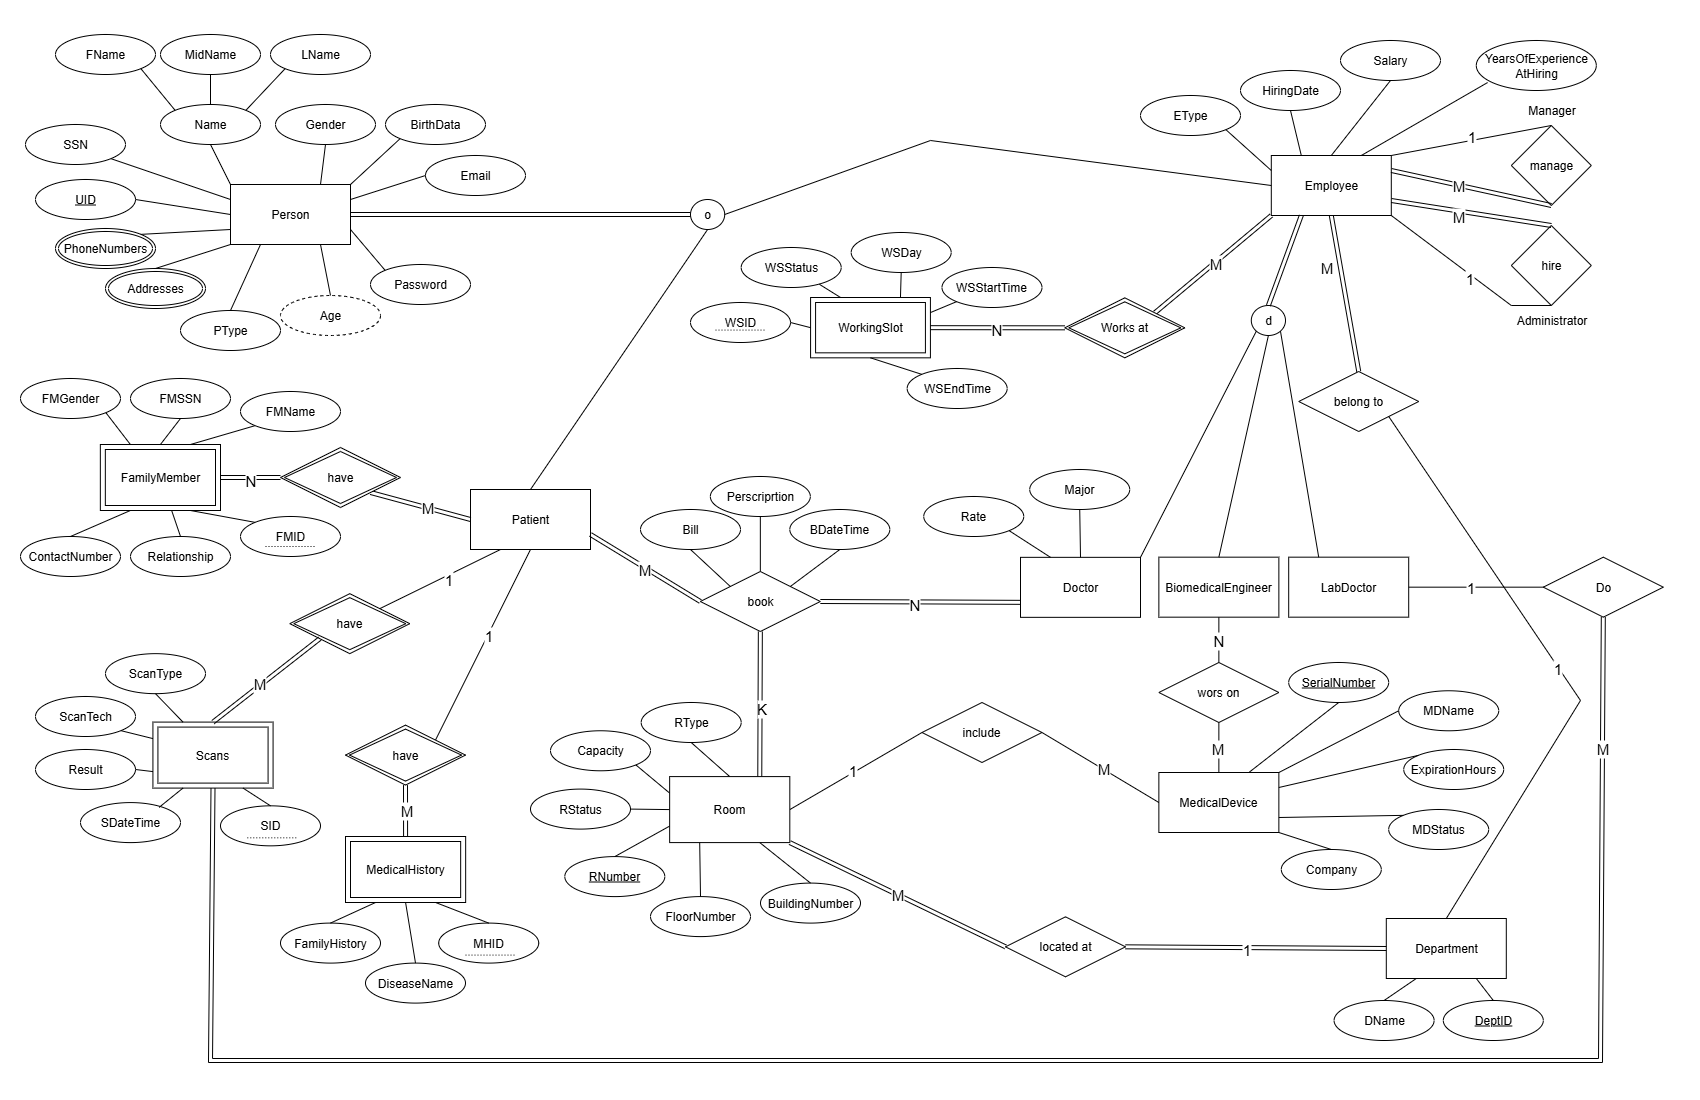 FName
MidName
LName
Name
Gender
BirthData
SSN
Email
UID
Person
PhoneNumbers
Addresses
Password
PType
Age
o
EType
HiringDate
Salary
YearsOfExperience
AtHiring
Manager
1
manage
Employee
M
M
hire
1
Administrator
WSStatus
WSDay
WSStartTime
WSID
WorkingSlot
WSEndTime
N
Works at
M
d
M
belong to
FMGender
FMSSN
FMName
FamilyMember
N
have
M
ContactNumber
Relationship
FMID
Patient
Bill
Perscriprtion
BDateTime
M
book
N
Rate
Major
Doctor
BiomedicalEngineer
LabDoctor
1
Do
1
have
1
M
ScanType
ScanTech
Scans
Result
SDateTime
SID
have
M
MedicalHistory
FamilyHistory
MHID
DiseaseName
K
RType
Capacity
RStatus
Room
RNumber
FloorNumber
BuildingNumber
include
1
M
N
wors on
M
SerialNumber
MDName
ExpirationHours
MedicalDevice
MDStatus
Company
1
M
M
located at
1
Department
DName
DeptID